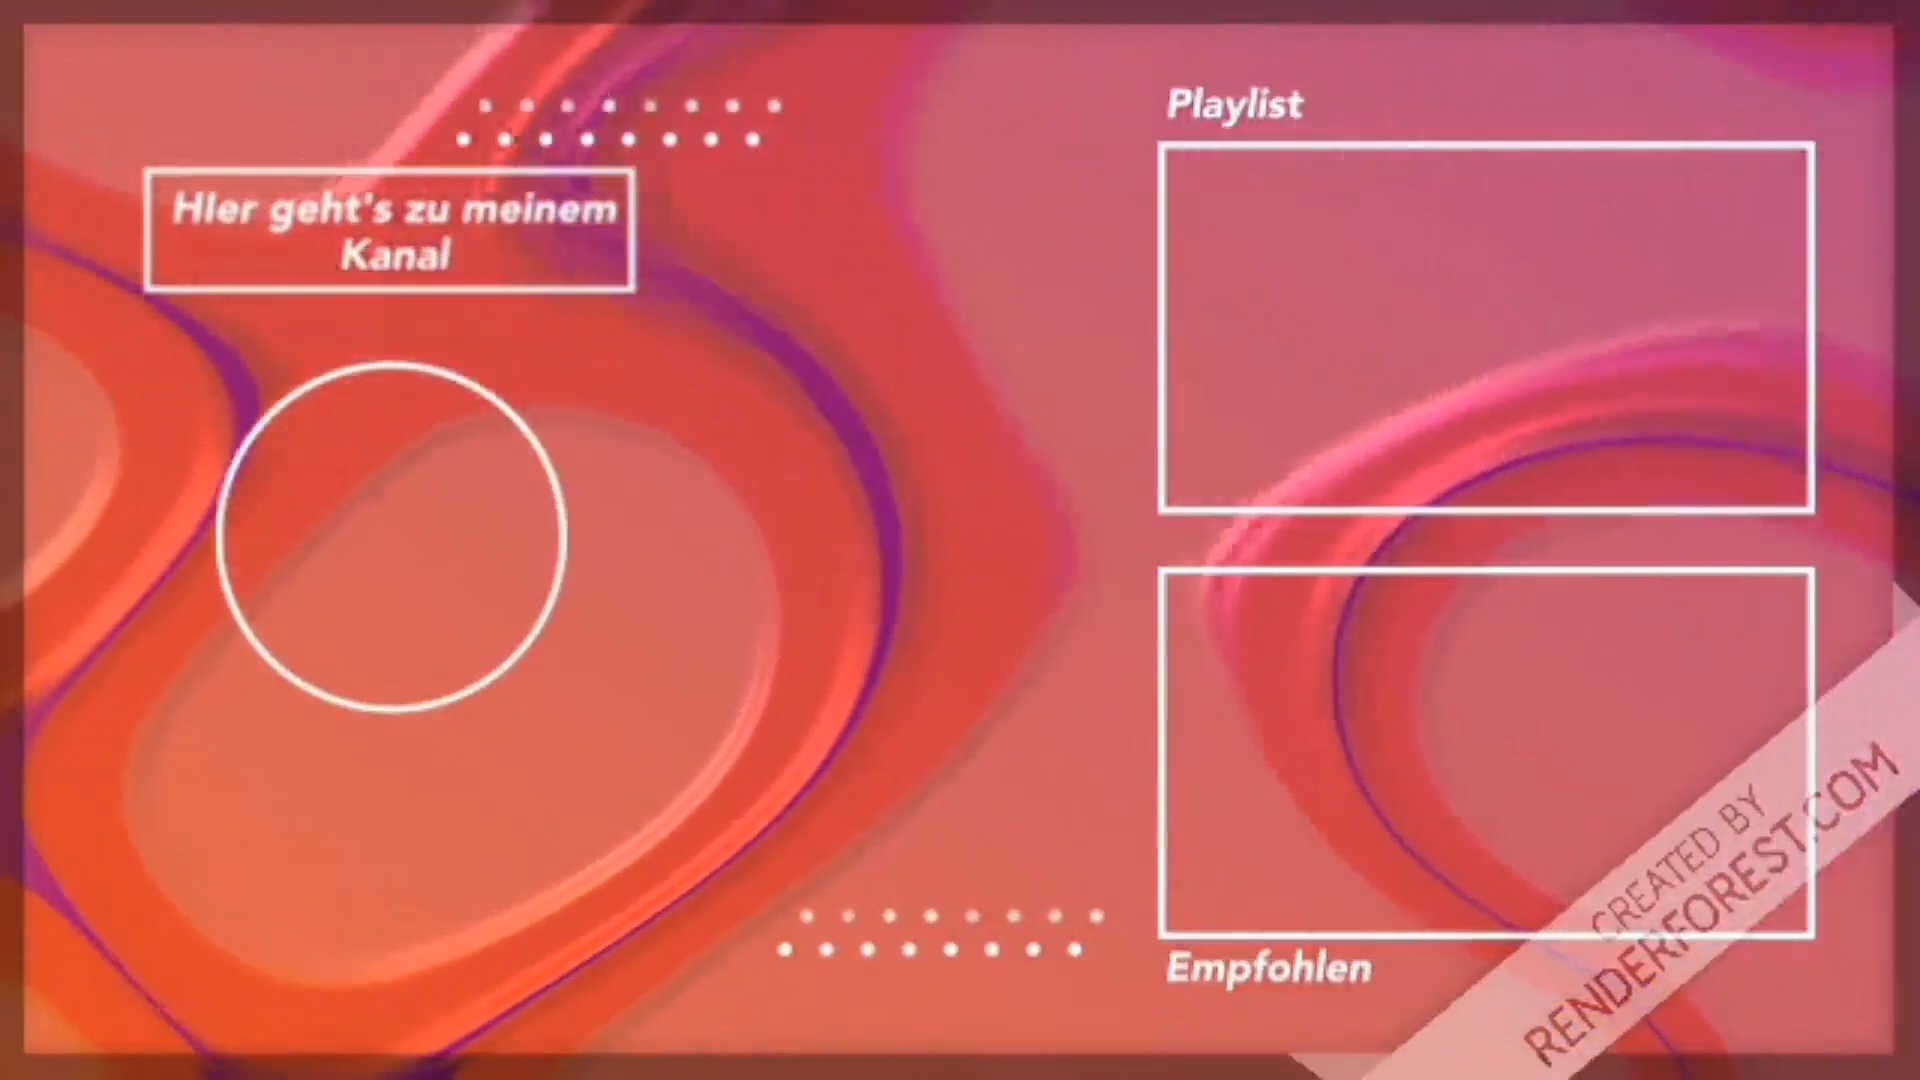 Playlist
HIer geht's zu meinem
Kanal
Empfohlen
CREATED BY
RENDERFOREST.COM